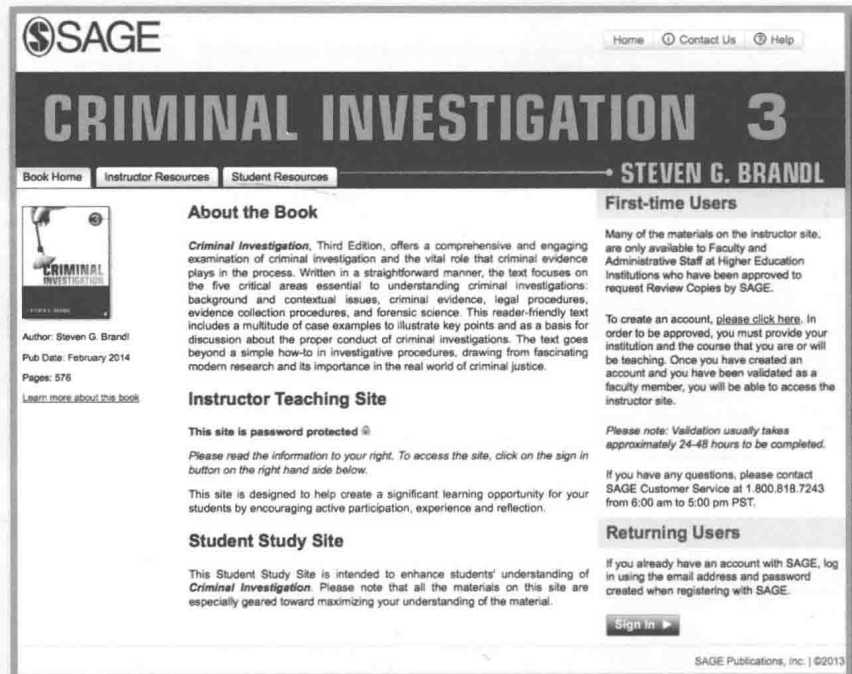 SAGE
Home Contact Us Help
CRIMINAL INVESTIGATION 3
STEVEN G. BRANDL
Book Home Instructor Resources Student Resources
CRIMINAL
INVESTIGATION
Author: Steven G. Brandl
Pub Date: February 2014
Pages: 576
Learn more about this book
About the Book
Criminal Investigation, Third Edition, offers a comprehensive and engaging
examination of criminal investigation and the vital role that criminal evidence
plays in the process. Written in a straightforward manner, the text focuses on
the five critical areas essential to understanding criminal investigations:
background and contextual issues, criminal evidence, legal procedures,
evidence collection procedures, and forensic science. This reader-friendly text
includes a multitude of case examples to illustrate key points and as a basis for
discussion about the proper conduct of criminal investigations. The text goes
beyond a simple how-to in investigative procedures, drawing from fascinating
modern research and its importance in the real world of criminal justice.
Instructor Teaching Site
This site is password protected
Please read the information to your right. To access the site, click on the sign in
button on the right hand side below.
This site is designed to help create a significant learning opportunity for your
students by encouraging active participation, experience and reflection.
Student Study Site
This Student Study Site is intended to enhance students' understanding of
Criminal Investigation. Please note that all the materials on this site are
especially geared toward maximizing your understanding of the material.
First-time Users
Many of the materials on the instructor site,
are only available to Faculty and
Administrative Staff at Higher Education
Institutions who have been approved to
request Review Copies by SAGE.
To create an account, please click here. In
order to be approved, you must provide your
institution and the course that you are or will
be teaching. Once you have created an
account and you have been validated as a
faculty member, you will be able to access the
instructor site.
Please note: Validation usually takes
approximately 24-48 hours to be completed.
If you have any questions, please contact
SAGE Customer Service at 1.800.818.7243
from 6:00 am to 5:00 pm PST.
Returning Users
If you already have an account with SAGE, log
in using the email address and password
created when registering with SAGE.
Sign In
SAGE Publications, Inc. | ©2013